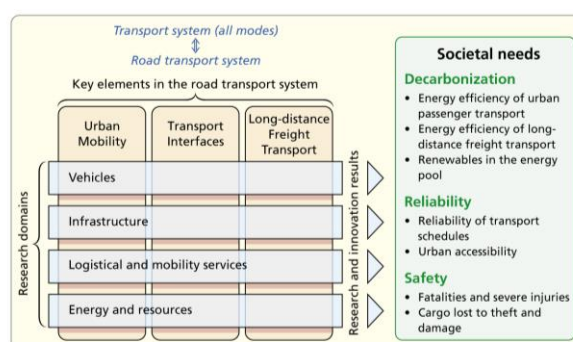 Transport system (all modes)
Road transport system
Key elements in the road transport system
Urban
Mobility
Transport
Interfaces
Long-distance
Freight
Transport
Research domains
Vehicles
Infrastructure
Logistical and mobility services
Energy and resources
Research and innovation results
Societal needs
Decarbonization
• Energy efficiency of urban
passenger transport
• Energy efficiency of long-
distance freight transport
• Renewables in the energy
pool
Reliability
• Reliability of transport
schedules
• Urban accessibility
Safety
• Fatalities and severe injuries
• Cargo lost to theft and
damage